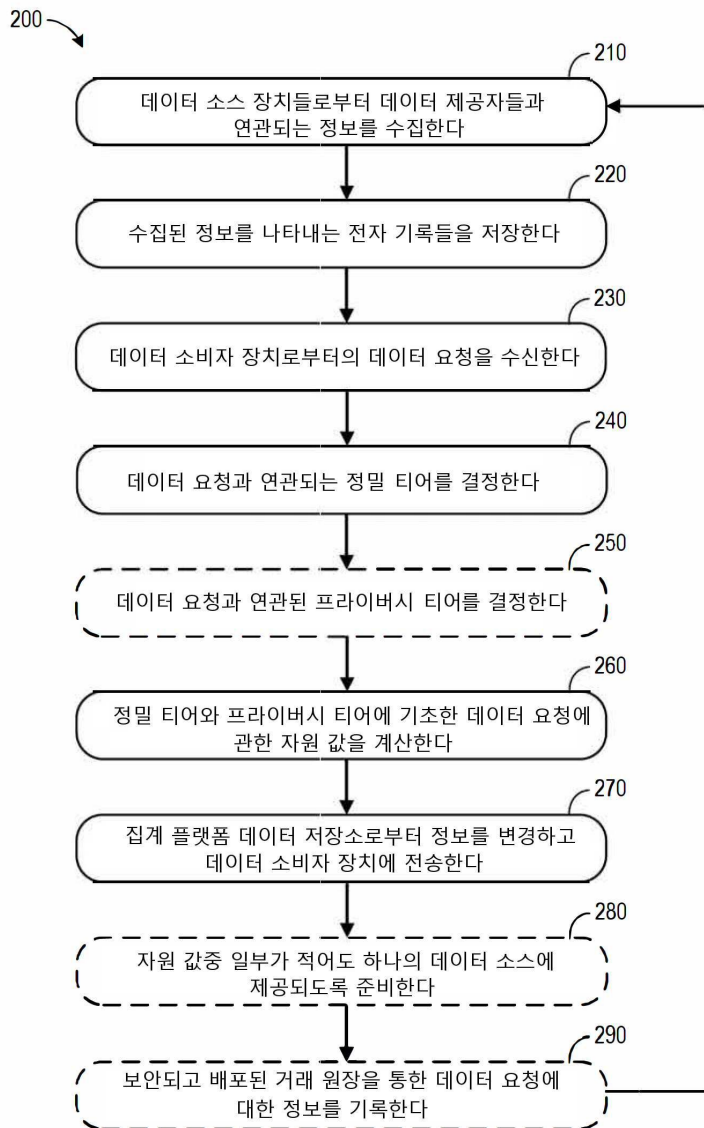 200
210
데이터 소스 장치들로부터 데이터 제공자들과
연관되는 정보를 수집한다
220
수집된 정보를 나타내는 전자 기록들을 저장한다
230
데이터 소비자 장치로부터의 데이터 요청을 수신한다
240
데이터 요청과 연관되는 정밀 티어를 결정한다
250
데이터 요청과 연관된 프라이버시 티어를 결정한다
260
정밀 티어와 프라이버시 티어에 기초한 데이터 요청에
관한 자원 값을 계산한다
270
집계 플랫폼 데이터 저장소로부터 정보를 변경하고
데이터 소비자 장치에 전송한다
280
자원 값중 일부가 적어도 하나의 데이터 소스에
제공되도록 준비한다
290
보안되고 배포된 거래 원장을 통한 데이터 요청에
대한 정보를 기록한다